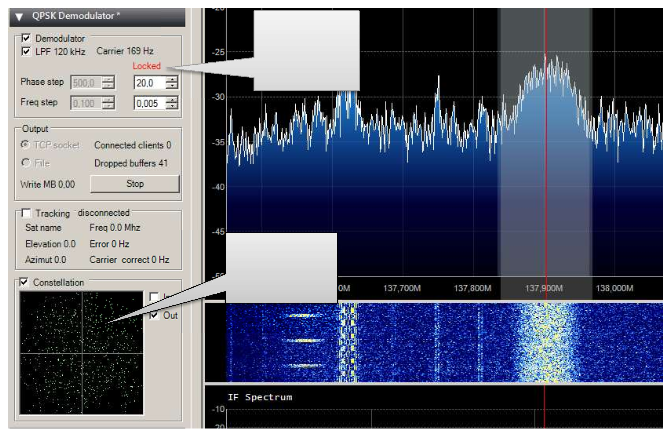 QPSK Demodulator *
Demodulator
LPF 120 kHz Carrier 169 Hz
Locked
Phase step 500,0 20,0
Freq step 0,100 0,005
Output
TCP socket Connected clients 0
File Dropped buffers 41
Write MB 0.00 Stop
Tracking disconnected
Sat name Freq 0.0 Mhz
Elevation 0.0 Error 0 Hz
Azimut 0.0 Carrier correct 0 Hz
Constellation
Out
-20
-25
-30
-35
-40
-45
137,700M 137,800M 137,900M 138,000M
IF Spectrum
-10
-20